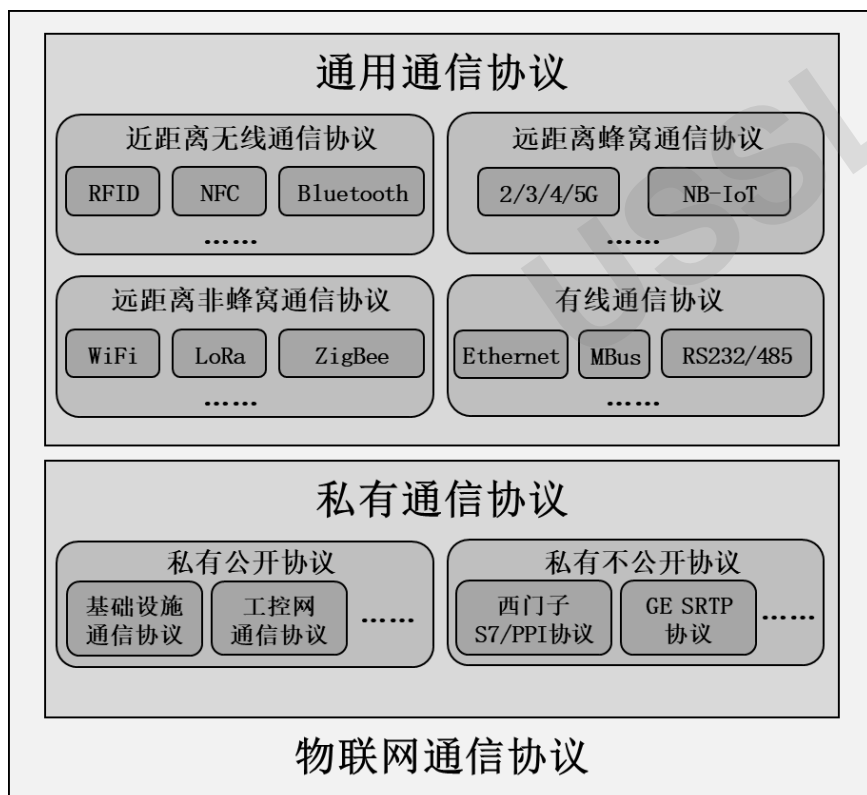 通用通信协议
近距离无线通信协议
RFID NFC Bluetooth
……
远距离蜂窝通信协议
2/3/4/5G NB-IoT
……
远距离非蜂窝通信协议
WiFi LoRa ZigBee
……
有线通信协议
Ethernet MBus RS232/485
……
私有通信协议
私有公开协议
基础设施
通信协议
工控网
通信协议
……
私有不公开协议
西门子
S7/PPI协议
GE SRTP
协议
……
物联网通信协议
USSL